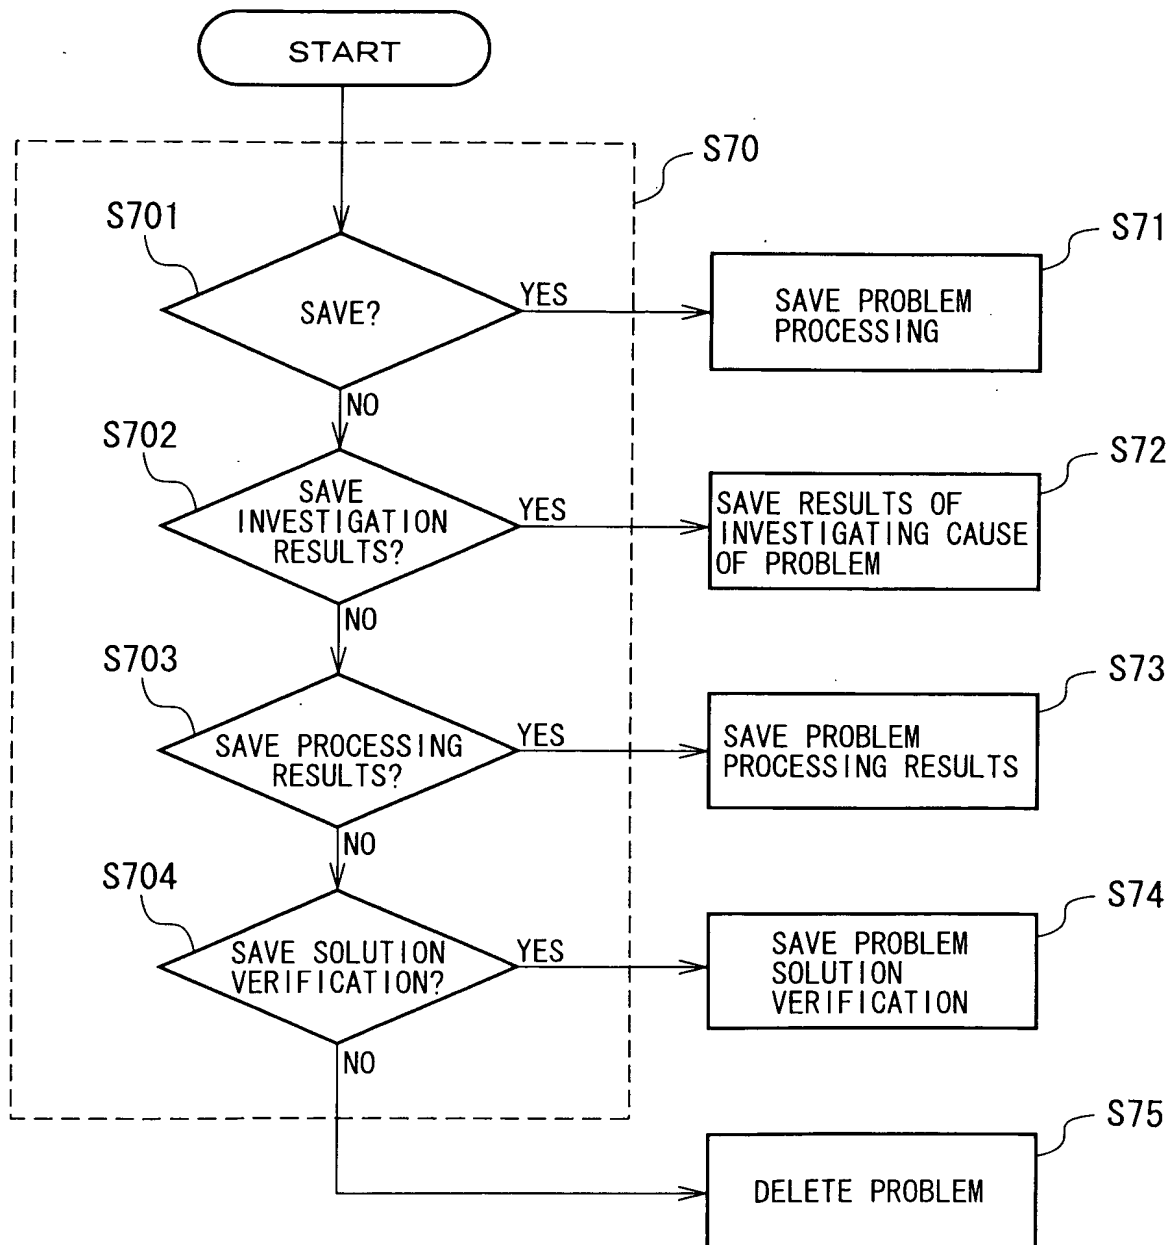 START
S70
S701
SAVE?
YES
S71
SAVE PROBLEM
PROCESSING
NO
S702
SAVE
INVESTIGATION
RESULTS?
YES
S72
SAVE RESULTS OF
INVESTIGATING CAUSE
OF PROBLEM
NO
S703
SAVE PROCESSING
RESULTS?
YES
S73
SAVE PROBLEM
PROCESSING RESULTS
NO
S704
SAVE SOLUTION
VERIFICATION?
YES
S74
SAVE PROBLEM
SOLUTION
VERIFICATION
NO
S75
DELETE PROBLEM